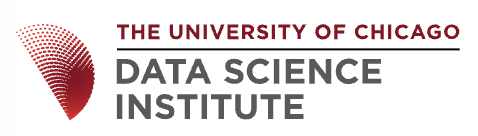 THE UNIVERSITY OF CHICAGO
DATA SCIENCE
INSTITUTE